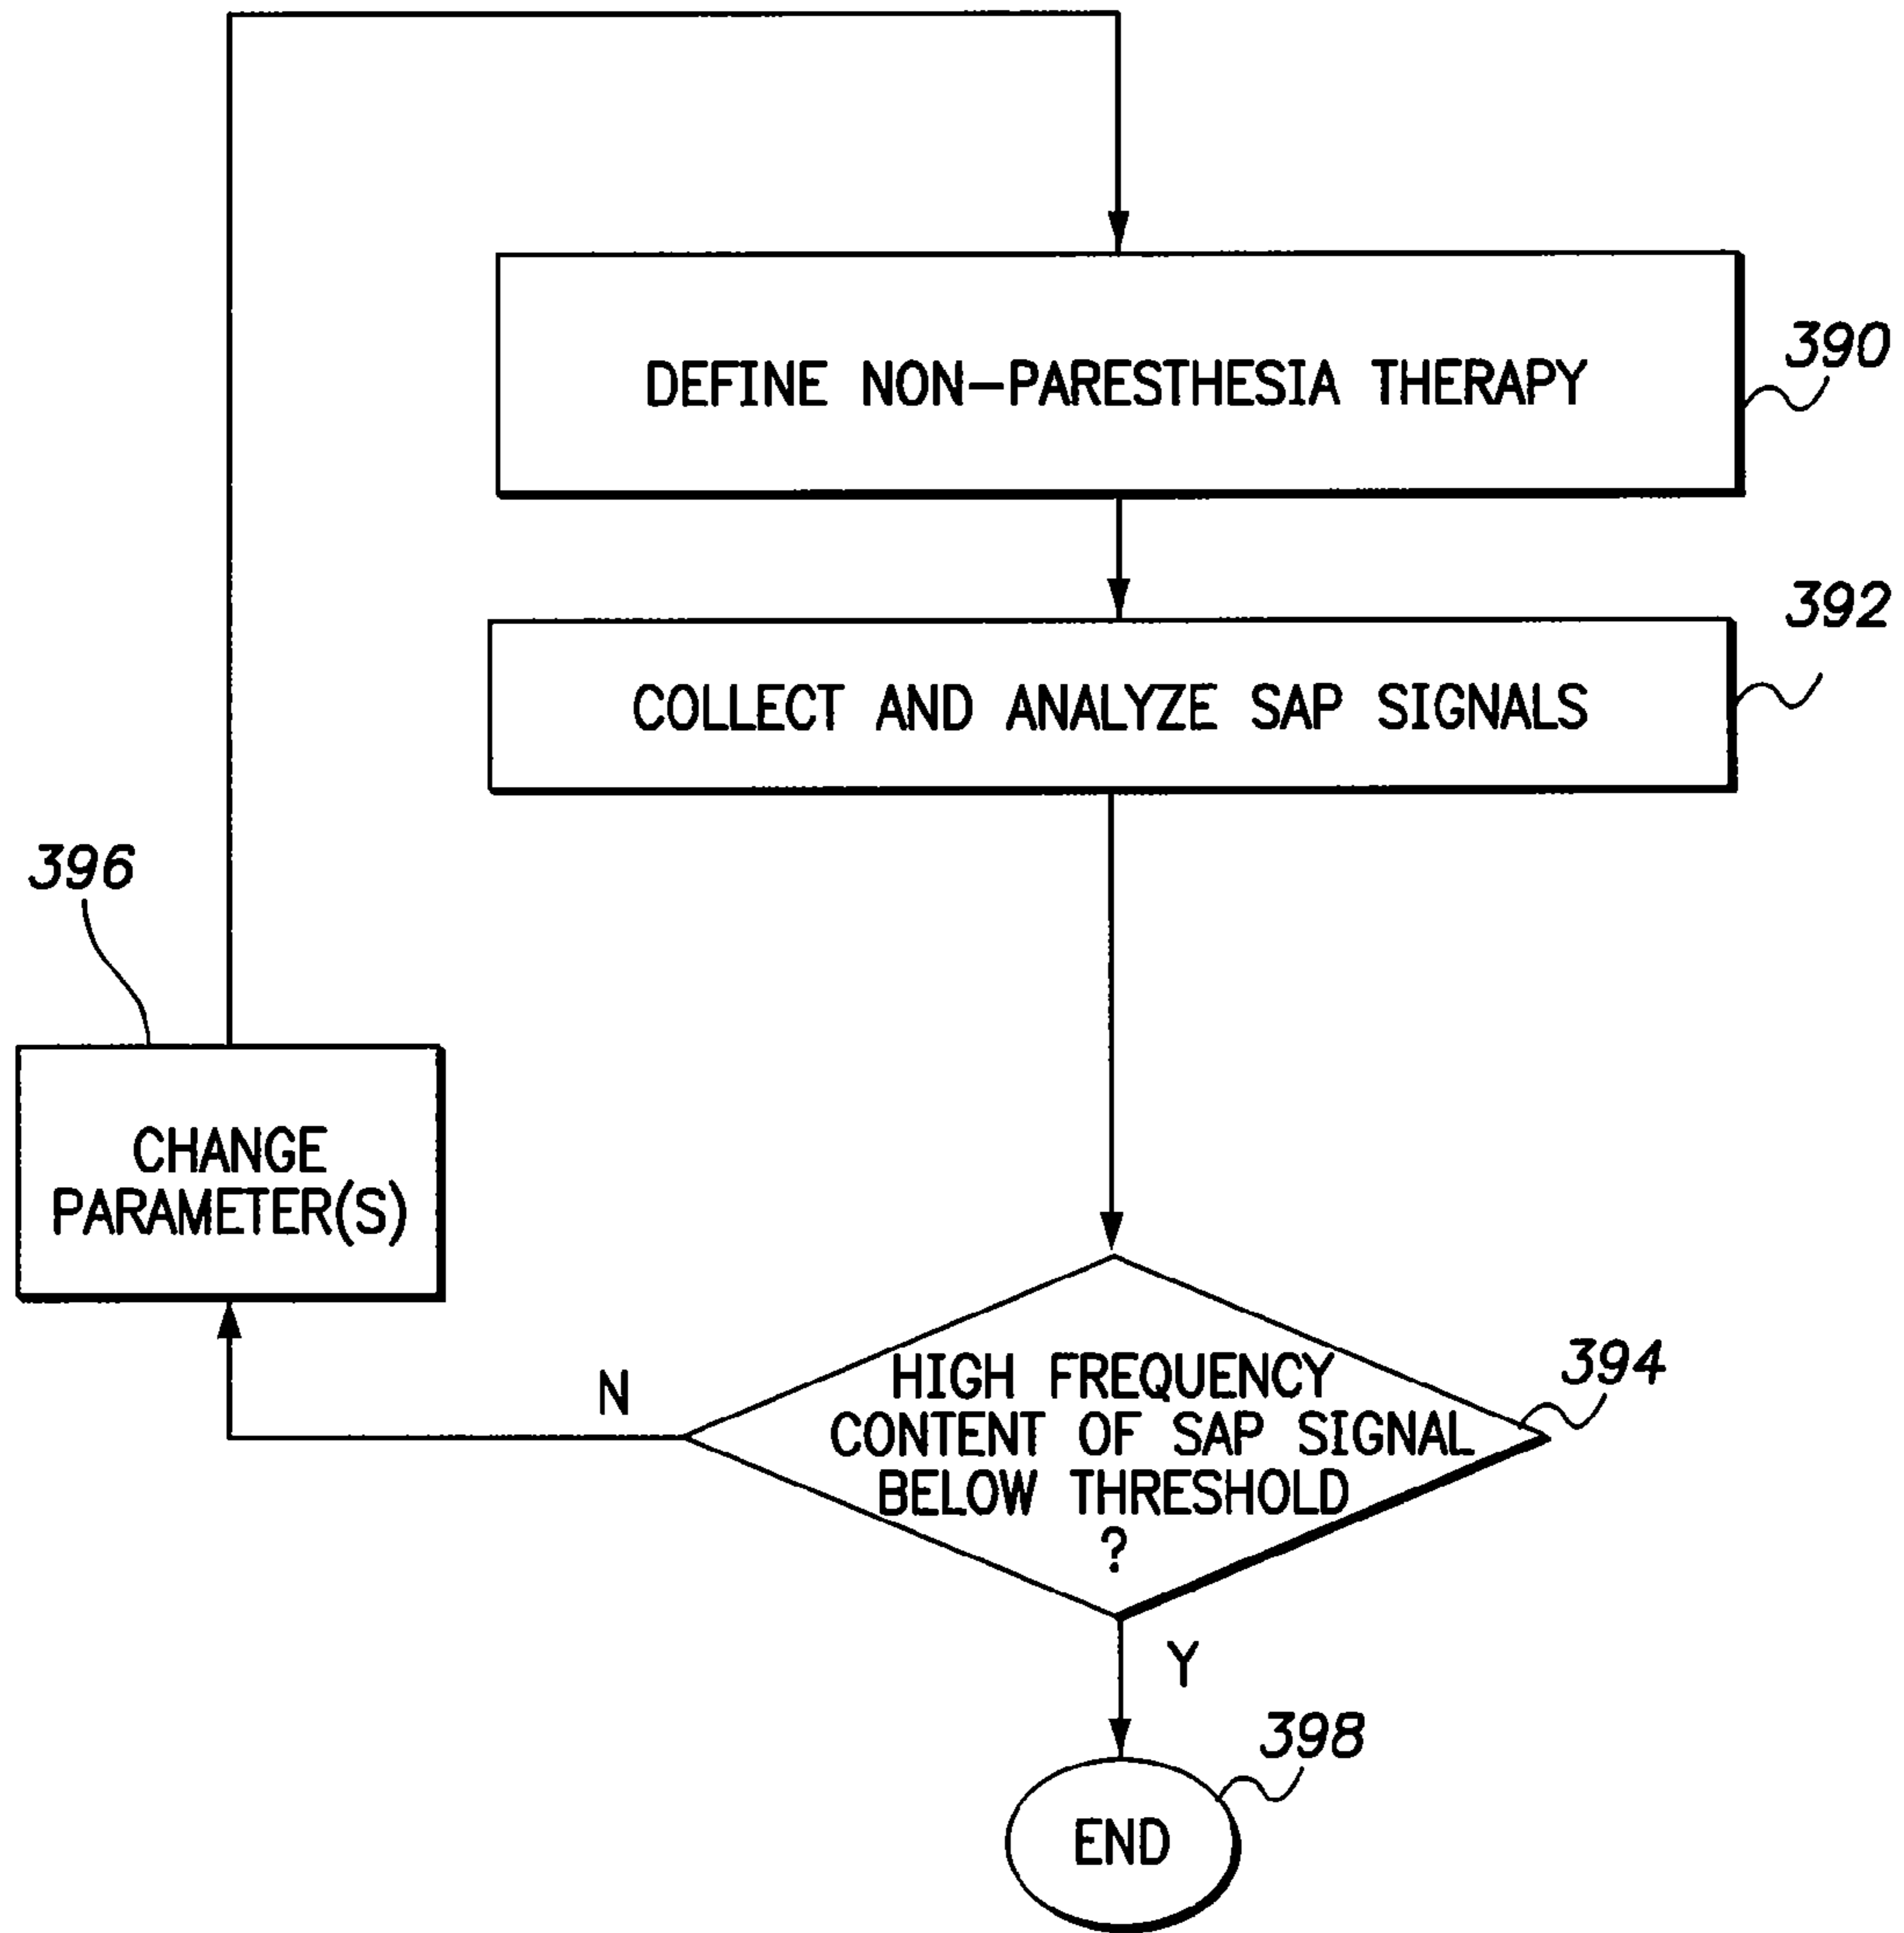 DEFINE NON-PARESTHESIA THERAPY
390
COLLECT AND ANALYZE SAP SIGNALS
392
396
CHANGE
PARAMETER(S)
N
HIGH FREQUENCY
CONTENT OF SAP SIGNAL
BELOW THRESHOLD
?
394
Y
398
END